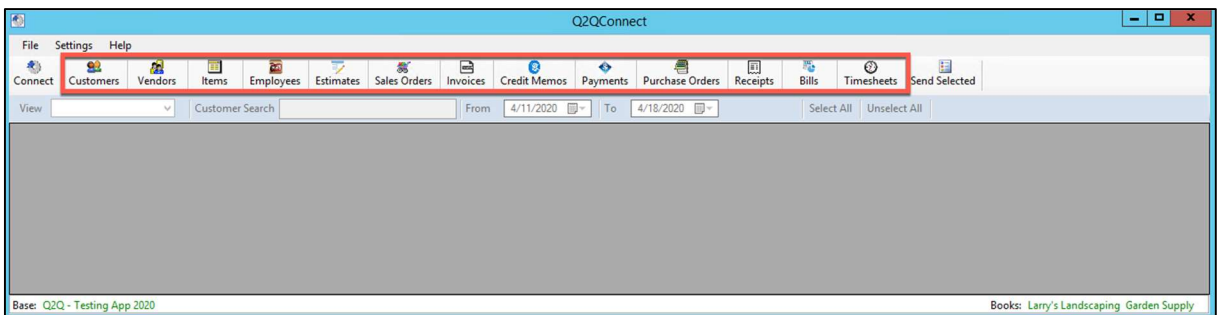 Q2QConnect
File Settings Help
Connect Customers Vendors Items Employees Estimates Sales Orders Invoices Credit Memos Payments Purchase Orders Receipts Bills Timesheets Send Selected
View Customer Search From 4/11/2020 To 4/18/2020 Select All Unselect All
Base: Q2Q - Testing App 2020 Books: Larry's Landscaping Garden Supply